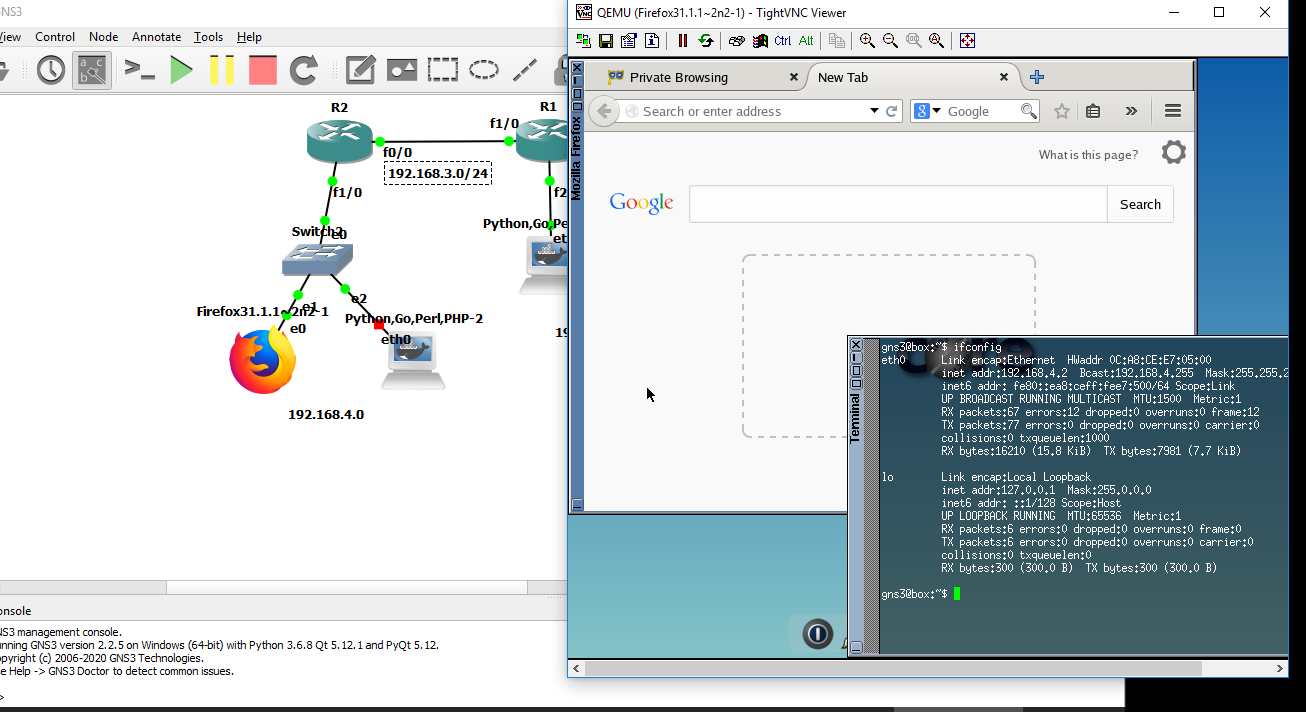 GNS3
View Control Node Annotate Tools Help
R2
R1
f1/0
f0/0
192.168.3.0/24
f1/0
f2
Switch2
e0
Python,Go,Pe
et
e1
e2
Firefox31.1.1~2n2-1
e0
Python,Go,Perl,PHP-2
eth0
19
192.168.4.0
onsole
NS3 management console.
unning GNS3 version 2.2.5 on Windows (64-bit) with Python 3.6.8 Qt 5.12.1 and PyQt 5.12.
opyright (c) 2006-2020 GNS3 Technologies.
e Help -> GNS3 Doctor to detect common issues.
>
QEMU (Firefox31.1.1~2n2-1) - TightVNC Viewer
Ctrl Alt
Mozilla Firefox
Private Browsing
New Tab
Search or enter address
Google
What is this page?
Google
Search
Terminal
gns3@box:~$ ifconfig
eth0 Link encap:Ethernet HWaddr 0C:A8:CE:E7:05:00
inet addr:192.168.4.2 Bcast:192.168.4.255 Mask:255.255.2
inet6 addr: fe80::ea8:ceff:fee7:500/64 Scope:Link
UP BROADCAST RUNNING MULTICAST MTU:1500 Metric:1
RX packets:67 errors:12 dropped:0 overruns:0 frame:12
TX packets:77 errors:0 dropped:0 overruns:0 carrier:0
collisions:0 txqueuelen:1000
RX bytes:16210 (15.8 KiB) TX bytes:7981 (7.7 KiB)
lo Link encap:Local Loopback
inet addr:127.0.0.1 Mask:255.0.0.0
inet6 addr: ::1/128 Scope:Host
UP LOOPBACK RUNNING MTU:65536 Metric:1
RX packets:6 errors:0 dropped:0 overruns:0 frame:0
TX packets:6 errors:0 dropped:0 overruns:0 carrier:0
collisions:0 txqueuelen:0
RX bytes:300 (300.0 B) TX bytes:300 (300.0 B)
gns3@box:~$